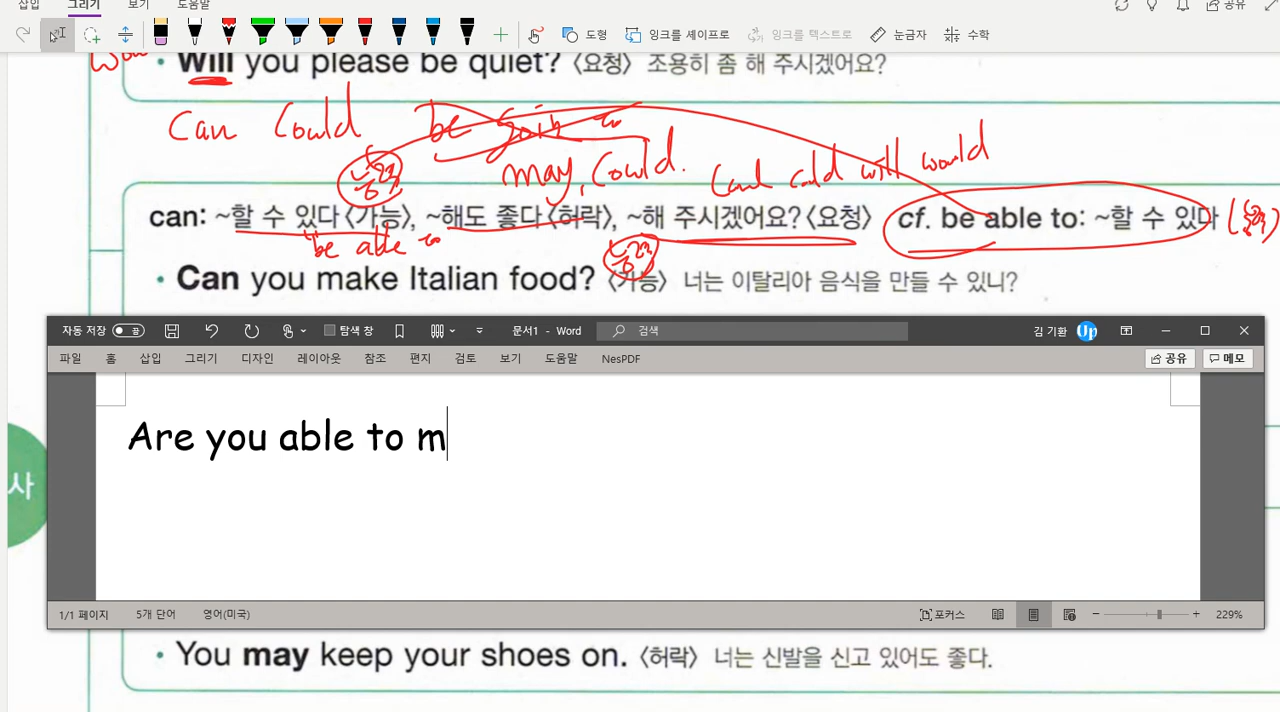 삽입 그리기 보기 도움말 공유
도형 잉크를 셰이프로 잉크를 텍스트로 눈금자 수학
• Will you please be quiet? 〈요청〉 조용히 좀 해 주시겠어요?
can could be goin to
may, could. can could will would
능력
can: ~할 수 있다 〈가능〉, ~해도 좋다 〈허락〉, ~해 주시겠어요? 〈요청〉 cf. be able to: ~할 수 있다
"be able to
능력
• Can you make Italian food? 〈가능〉 너는 이탈리아 음식을 만들 수 있니?
자동 저장 끔 탐색 창 문서1 - Word 검색 김 기환 Up
파일 홈 삽입 그리기 디자인 레이아웃 참조 편지 검토 보기 도움말 NesPDF 공유 메모
Are you able to m
사
1/1 페이지 5개 단어 영어(미국) 포커스 229%
• You may keep your shoes on. 〈허락〉 너는 신발을 신고 있어도 좋다.